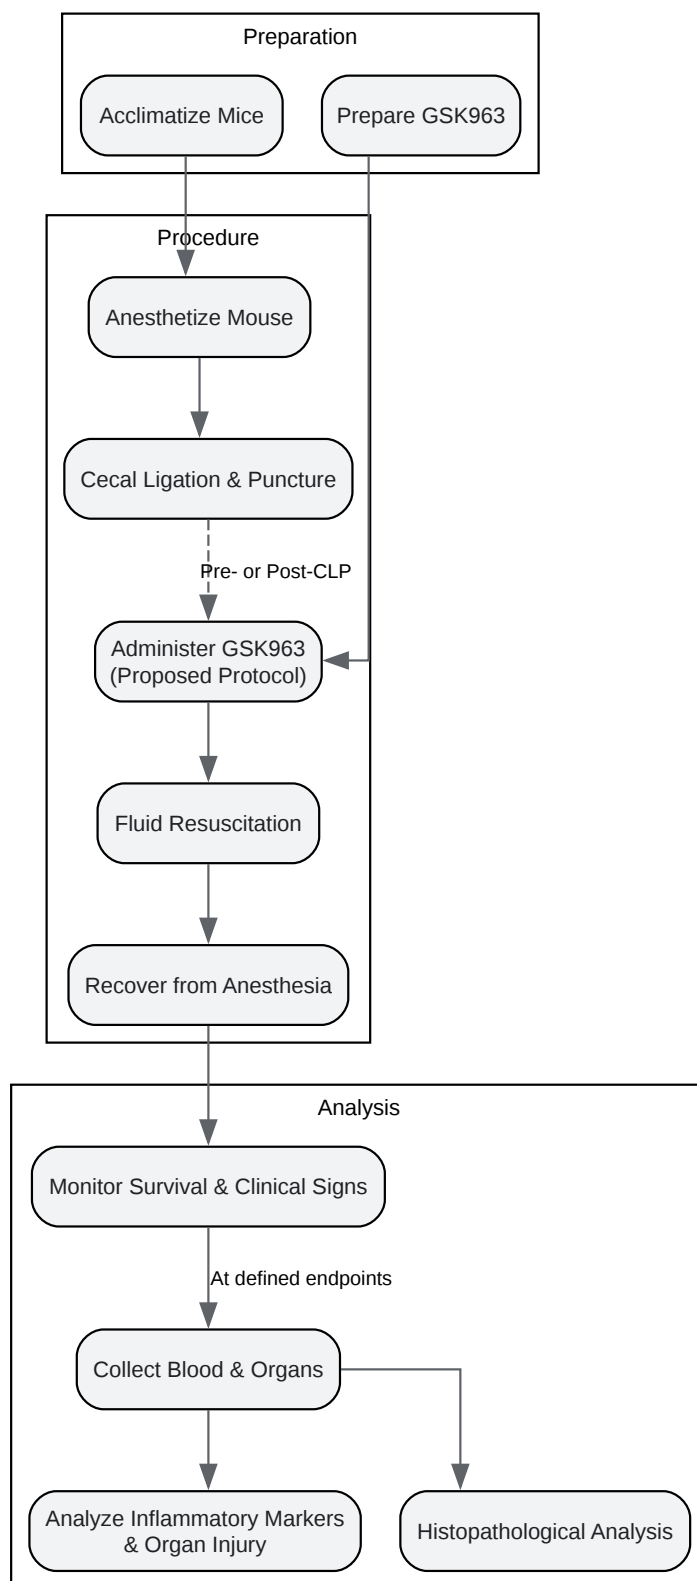 Preparation
Acclimatize Mice
Prepare GSK963
Procedure
Anesthetize Mouse
Cecal Ligation & Puncture
Pre- or Post-CLP
Administer GSK963
(Proposed Protocol)
Fluid Resuscitation
Recover from Anesthesia
Analysis
Monitor Survival & Clinical Signs
At defined endpoints
Collect Blood & Organs
Analyze Inflammatory Markers
& Organ Injury
Histopathological Analysis